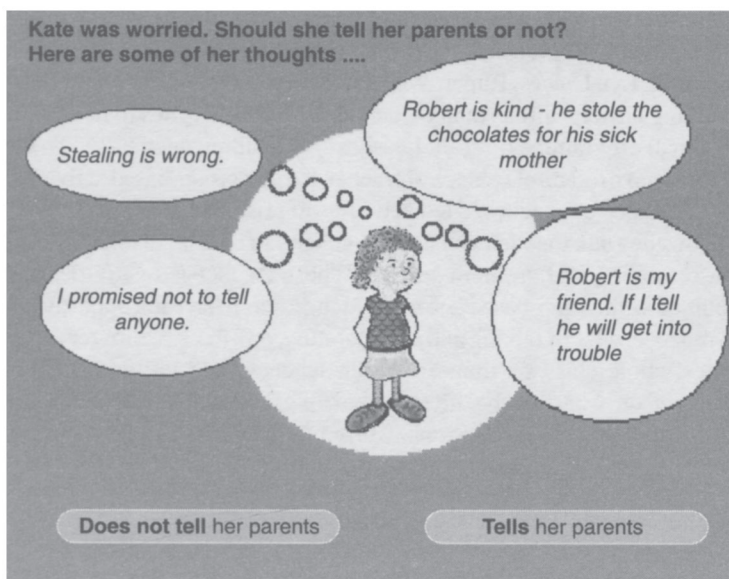 Kate was worried. Should she tell her parents or not?
Here are some of her thoughts ....
Stealing is wrong.
Robert is kind - he stole the
chocolates for his sick
mother
I promised not to tell
anyone.
Robert is my
friend. If I tell
he will get into
trouble
Does not tell her parents
Tells her parents